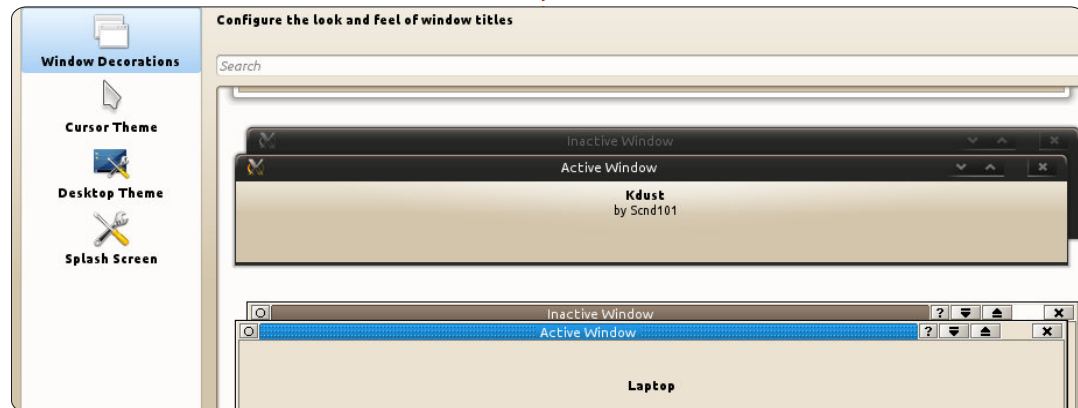 Configure the look and feel of window titles
Window Decorations
Cursor Theme
Desktop Theme
Splash Screen
Search
Inactive Window
Active Window
Kdust
by Scnd101
Inactive Window
?
Active Window
?
Laptop